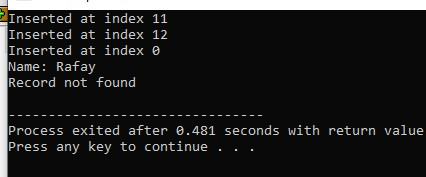 Inserted at index 11
Inserted at index 12
Inserted at index 0
Name: Rafay
Record not found
--------------------------------
Process exited after 0.481 seconds with return value
Press any key to continue . . .